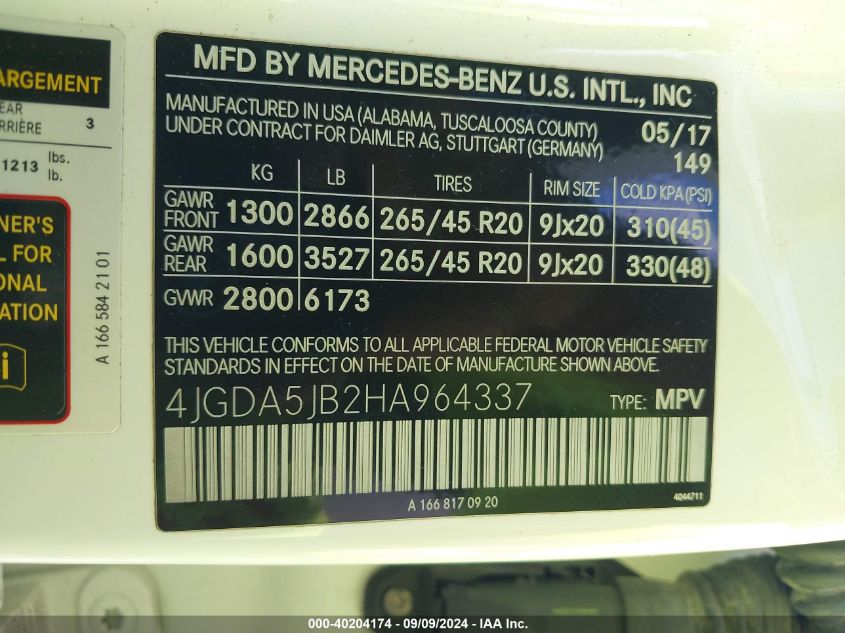 ARGEMENT
EAR
RRIÈRE 3
1213 lbs.
lb.
NER'S
L FOR
ONAL
ATION
i
A 166 584 21 01
MFD BY MERCEDES-BENZ U.S. INTL., INC
MANUFACTURED IN USA (ALABAMA, TUSCALOOSA COUNTY) 05/17
UNDER CONTRACT FOR DAIMLER AG, STUTTGART (GERMANY) 149
KG LB TIRES RIM SIZE COLD KPA (PSI)
GAWR FRONT 1300 2866 265/45 R20 9Jx20 310(45)
GAWR REAR 1600 3527 265/45 R20 9Jx20 330(48)
GVWR 2800 6173
THIS VEHICLE CONFORMS TO ALL APPLICABLE FEDERAL MOTOR VEHICLE SAFETY
STANDARDS IN EFFECT ON THE DATE OF MANUFACTURE SHOWN ABOVE.
4JGDA5JB2HA964337 TYPE: MPV
A 166 817 09 20 4044711
000-40204174 - 09/09/2024 - IAA Inc.